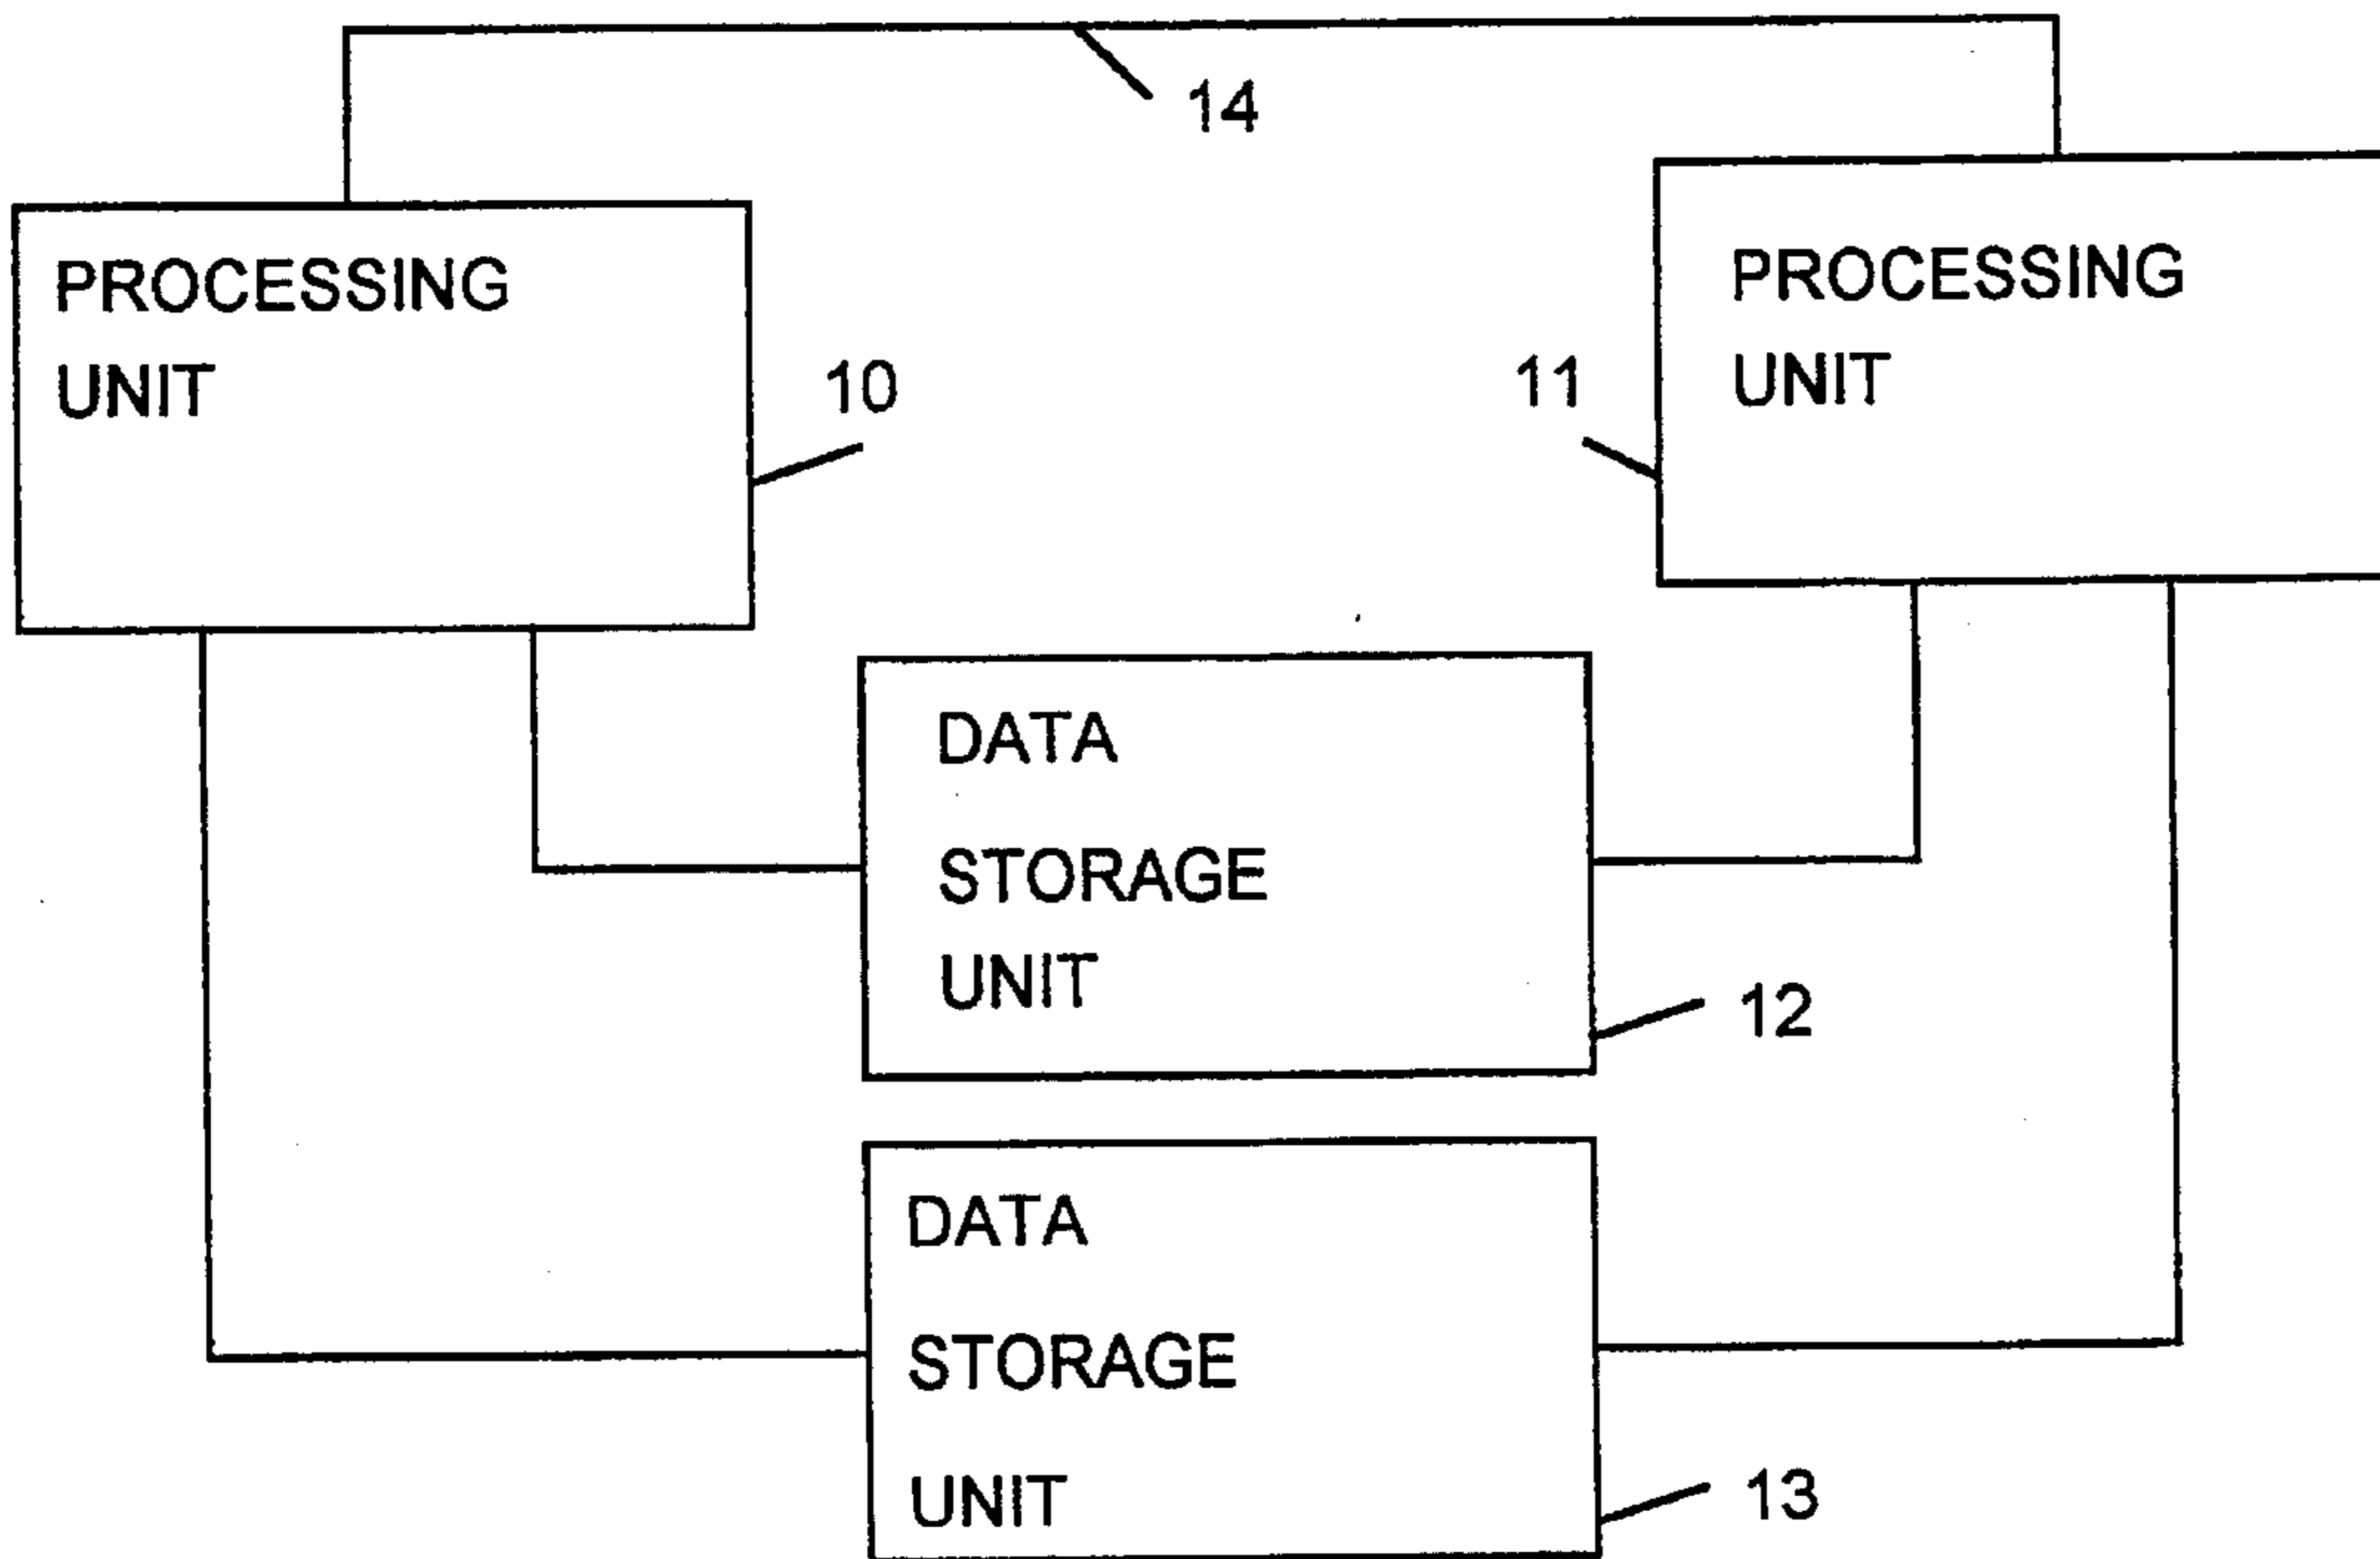 14
PROCESSING
UNIT
10
11
PROCESSING
UNIT
DATA
STORAGE
UNIT
12
DATA
STORAGE
UNIT
13